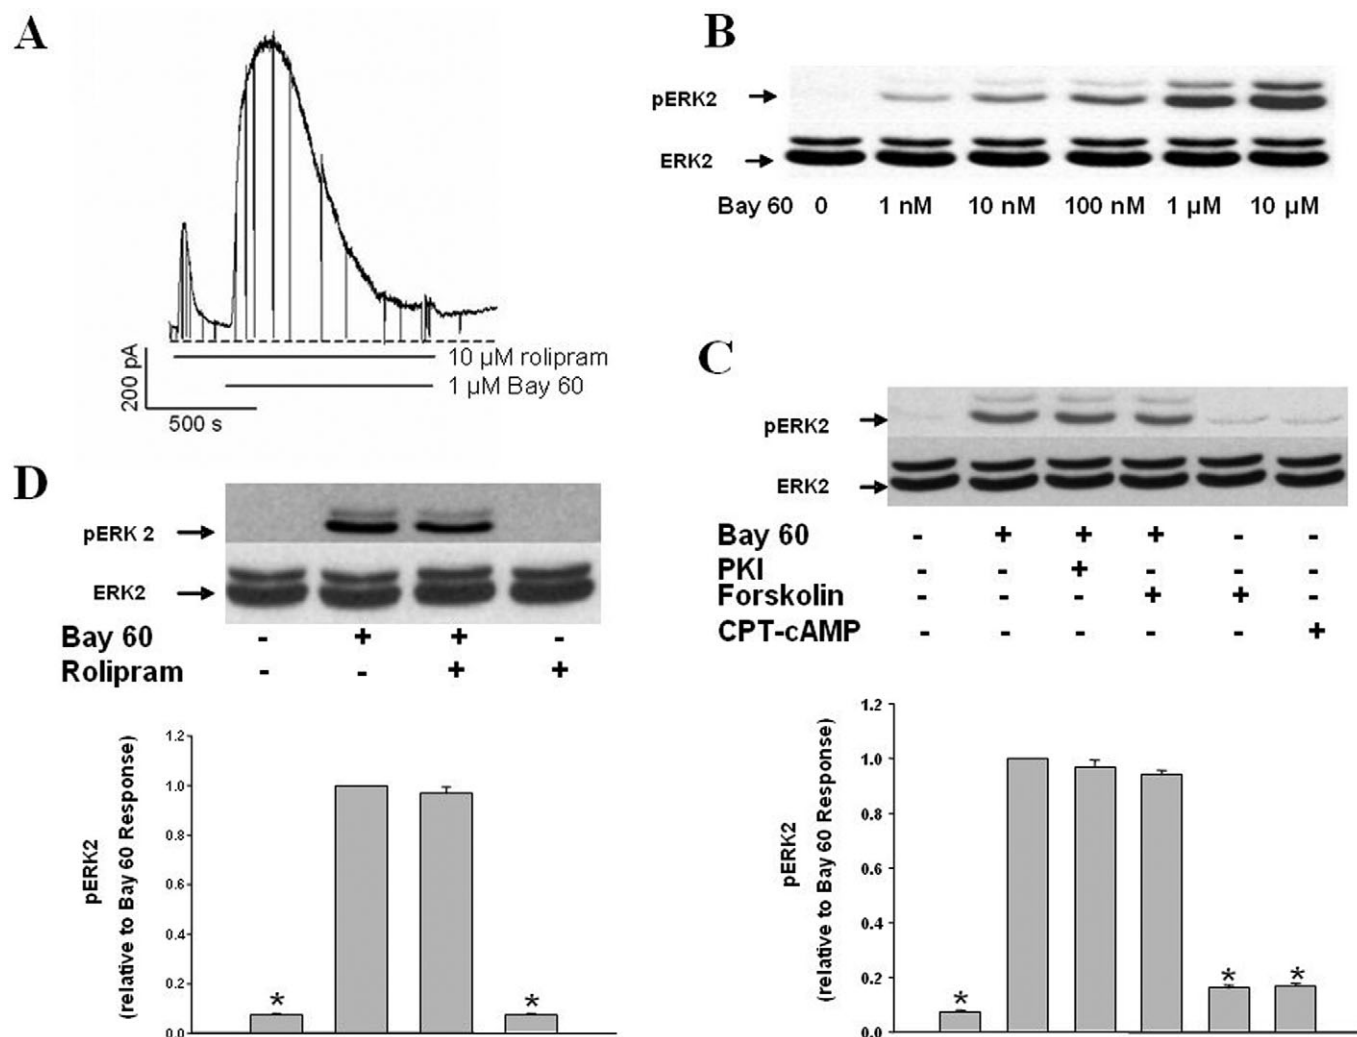 A
200 pA
500 s
10 µM rolipram
1 µM Bay 60
B
pERK2
ERK2
Bay 60 0 1 nM 10 nM 100 nM 1 µM 10 µM
C
pERK2
ERK2
Bay 60 - + + + - -
PKI - - + - - -
Forskolin - - - + + -
CPT-cAMP - - - - - +
pERK2
(relative to Bay 60 Response)
1.2
1.0
0.8
0.6
0.4
0.2
0.0
* * *
D
pERK 2
ERK2
Bay 60 - + + -
Rolipram - - + +
pERK2
(relative to Bay 60 Response)
1.2
1.0
0.8
0.6
0.4
0.2
0.0
* *